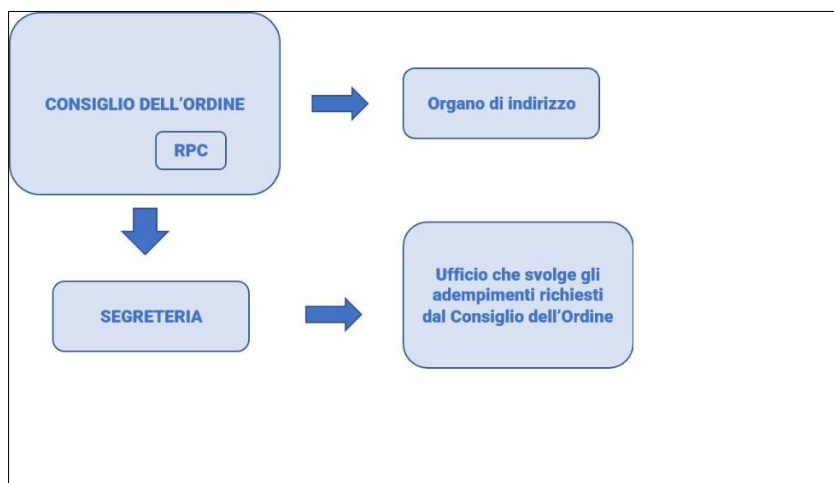 CONSIGLIO DELL’ORDINE
RPC
Organo di indirizzo
SEGRETERIA
Ufficio che svolge gli
adempimenti richiesti
dal Consiglio dell’Ordine